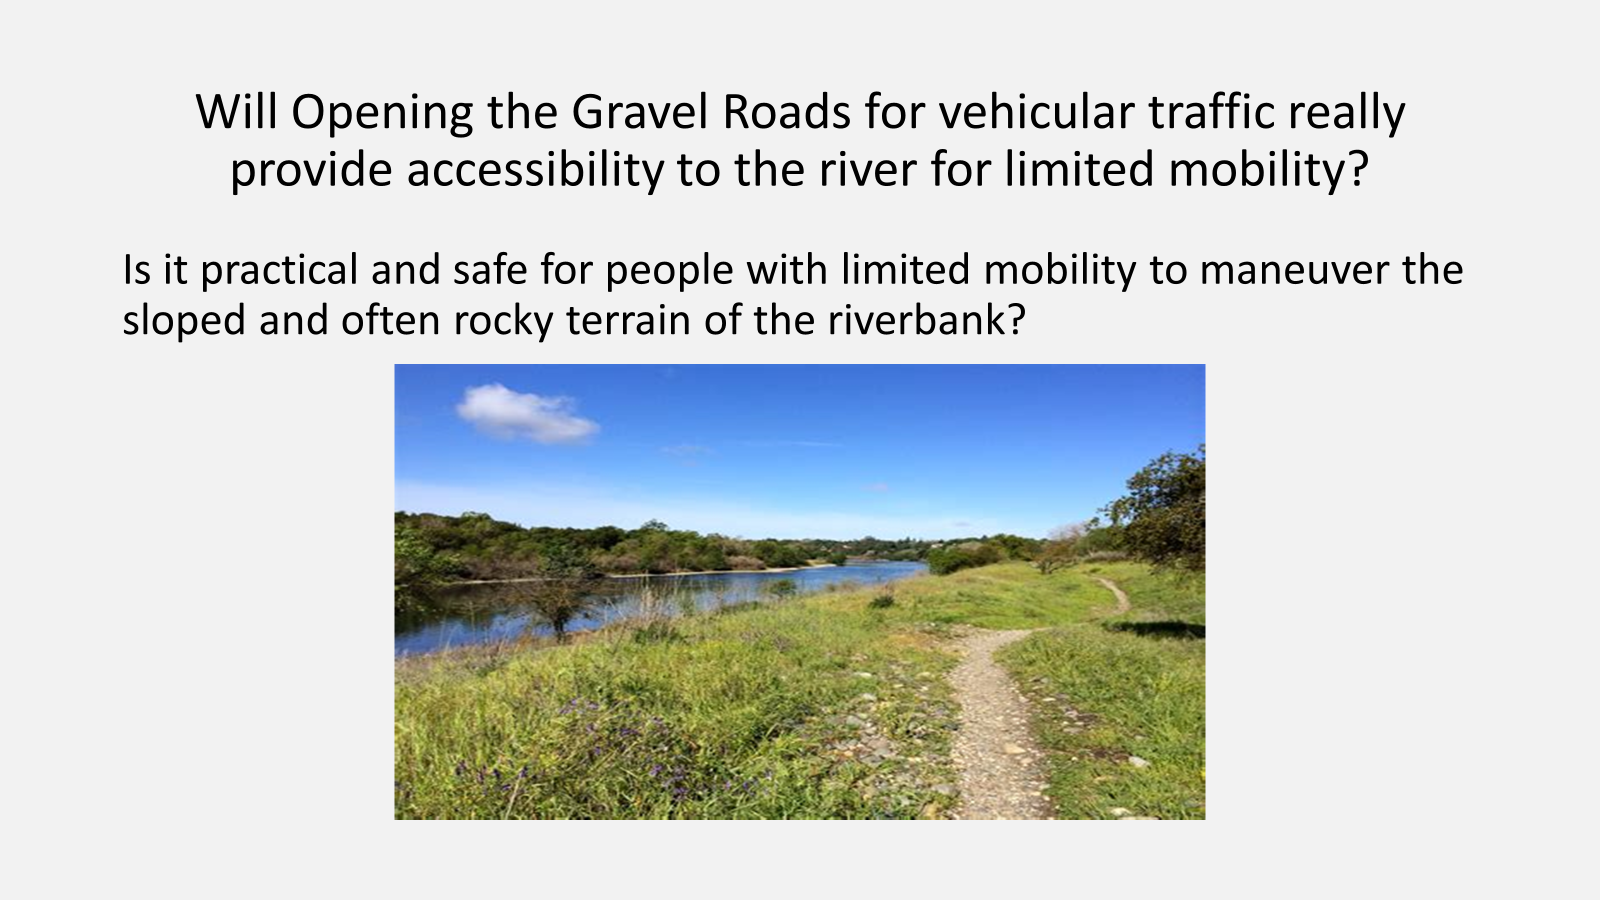 Will Opening the Gravel Roads for vehicular traffic really
provide accessibility to the river for limited mobility?
Is it practical and safe for people with limited mobility to maneuver the
sloped and often rocky terrain of the riverbank?